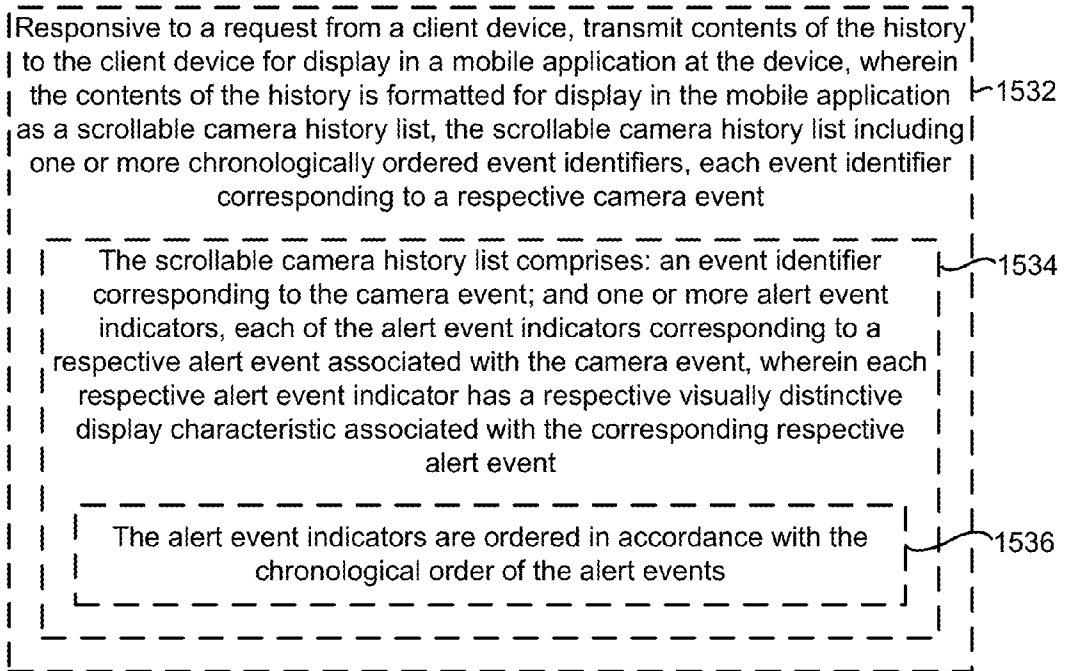 Responsive to a request from a client device, transmit contents of the history
to the client device for display in a mobile application at the device, wherein
the contents of the history is formatted for display in the mobile application
1532
as a scrollable camera history list, the scrollable camera history list including
one or more chronologically ordered event identifiers, each event identifier
corresponding to a respective camera event
The scrollable camera history list comprises: an event identifier
1534
corresponding to the camera event; and one or more alert event
indicators, each of the alert event indicators corresponding to a
respective alert event associated with the camera event, wherein each
respective alert event indicator has a respective visually distinctive
display characteristic associated with the corresponding respective
alert event
The alert event indicators are ordered in accordance with the
1536
chronological order of the alert events